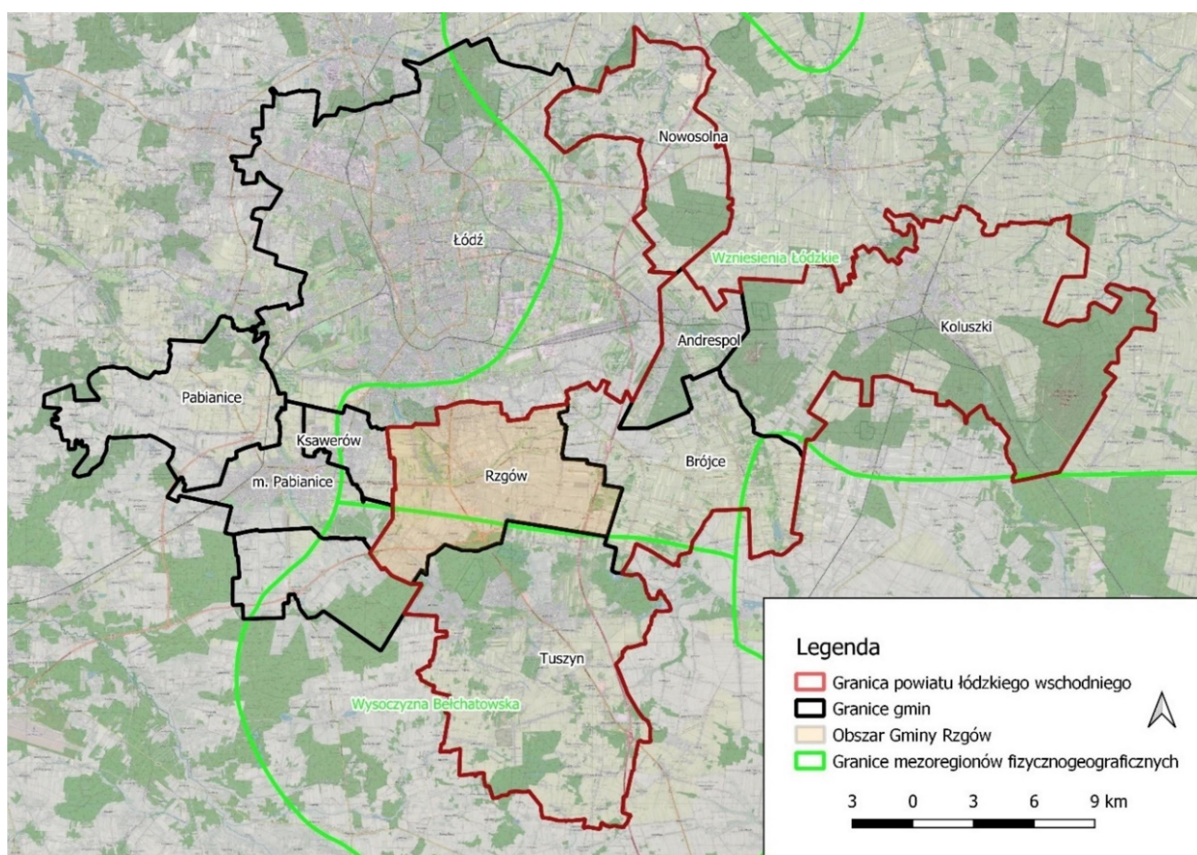 Nowosolna
Łódź
Wzniesienia Łódzkie
Koluszki
Andrespol
Pabianice
Ksawerów
Brójce
Rzgów
m. Pabianice
Tuszyn
Wysoczyzna Bełchatowska
Legenda
Granica powiatu łódzkiego wschodniego
Granice gmin
Obszar Gminy Rzgów
Granice mezoregionów fizycznogeograficznych
3 0 3 6 9 km